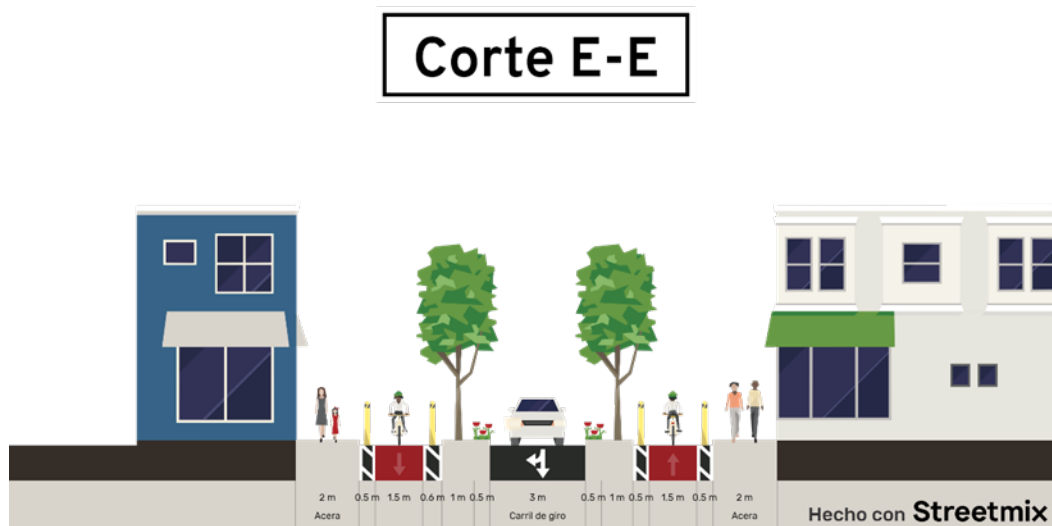 Corte E-E
2 m 0.5 m 1.5 m 0.6 m 1 m 0.5 m 3 m 0.5 m 1 m 0.5 m 1.5 m 0.5 m 2 m
Acera Carril de giro Acera
Hecho con Streetmix